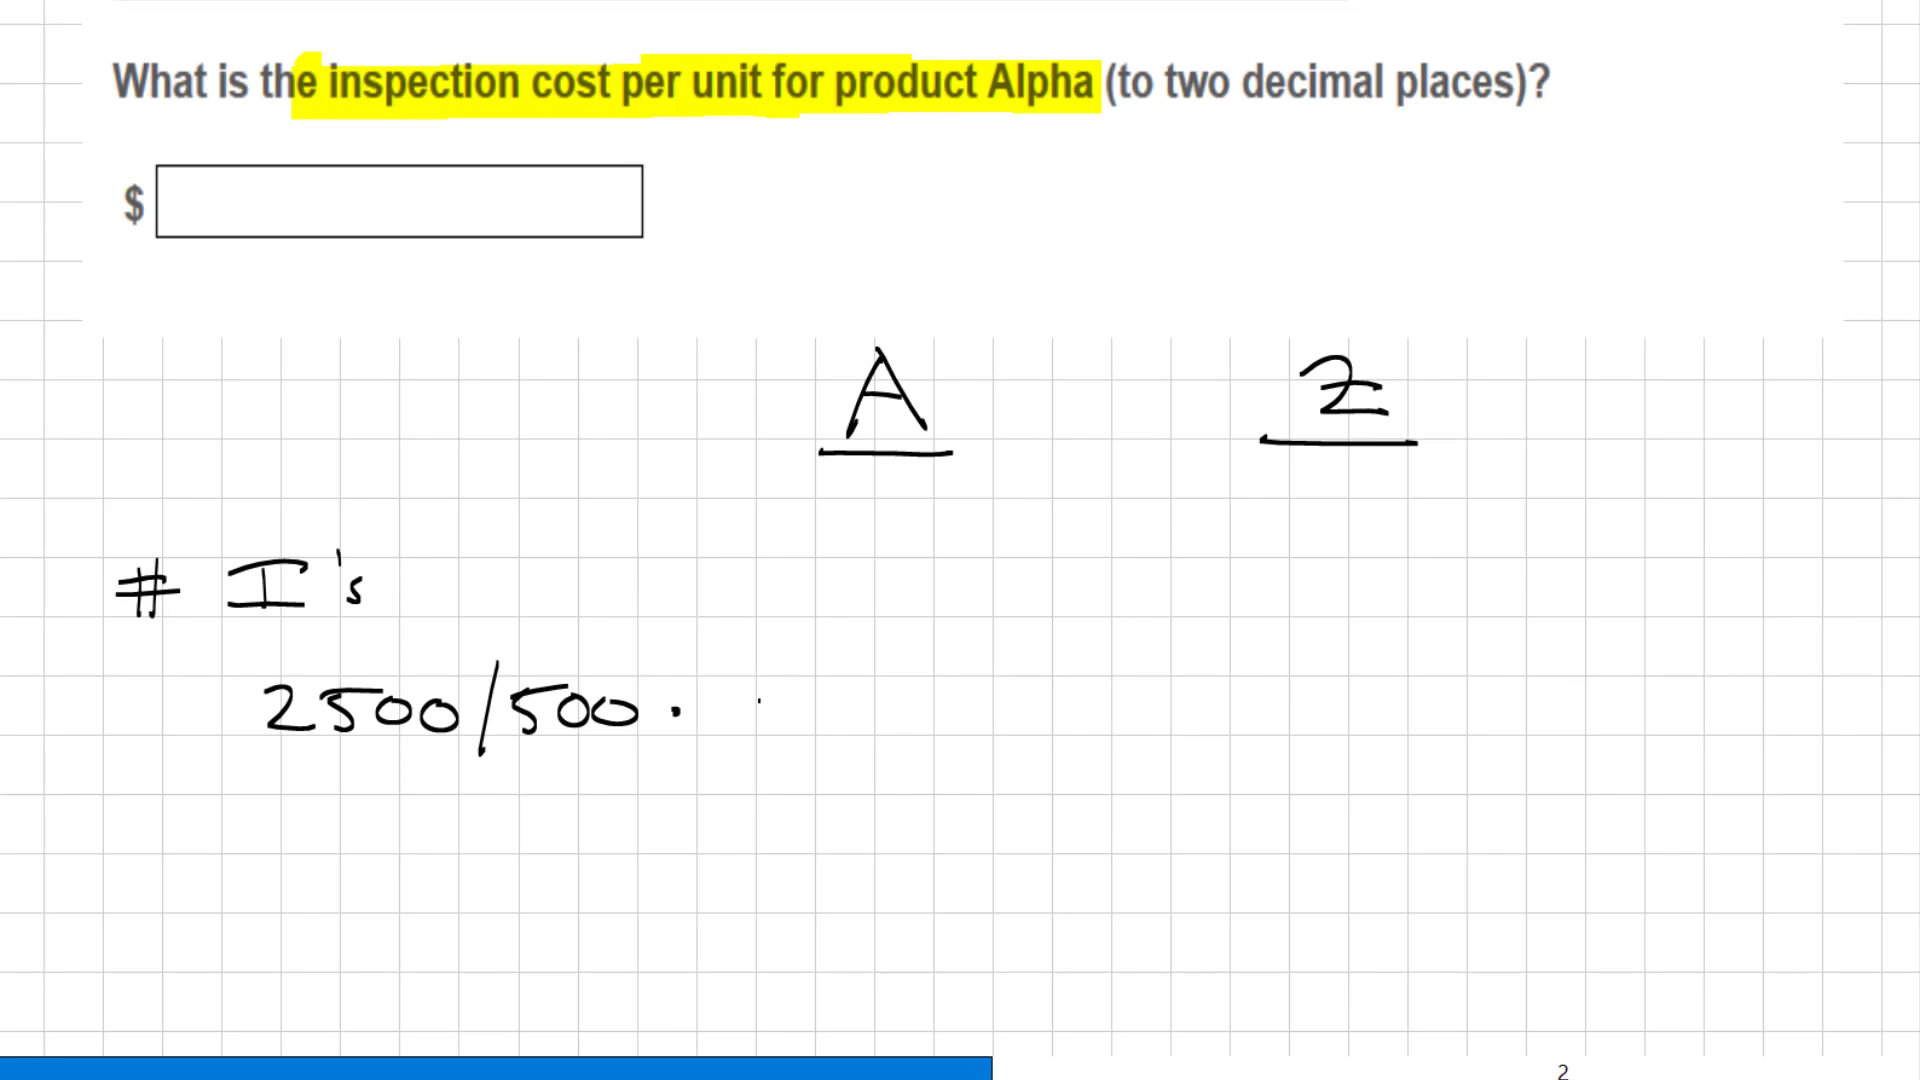 What is the inspection cost per unit for product Alpha (to two decimal places)?
$
A Z
# I's
2500/500 .
2